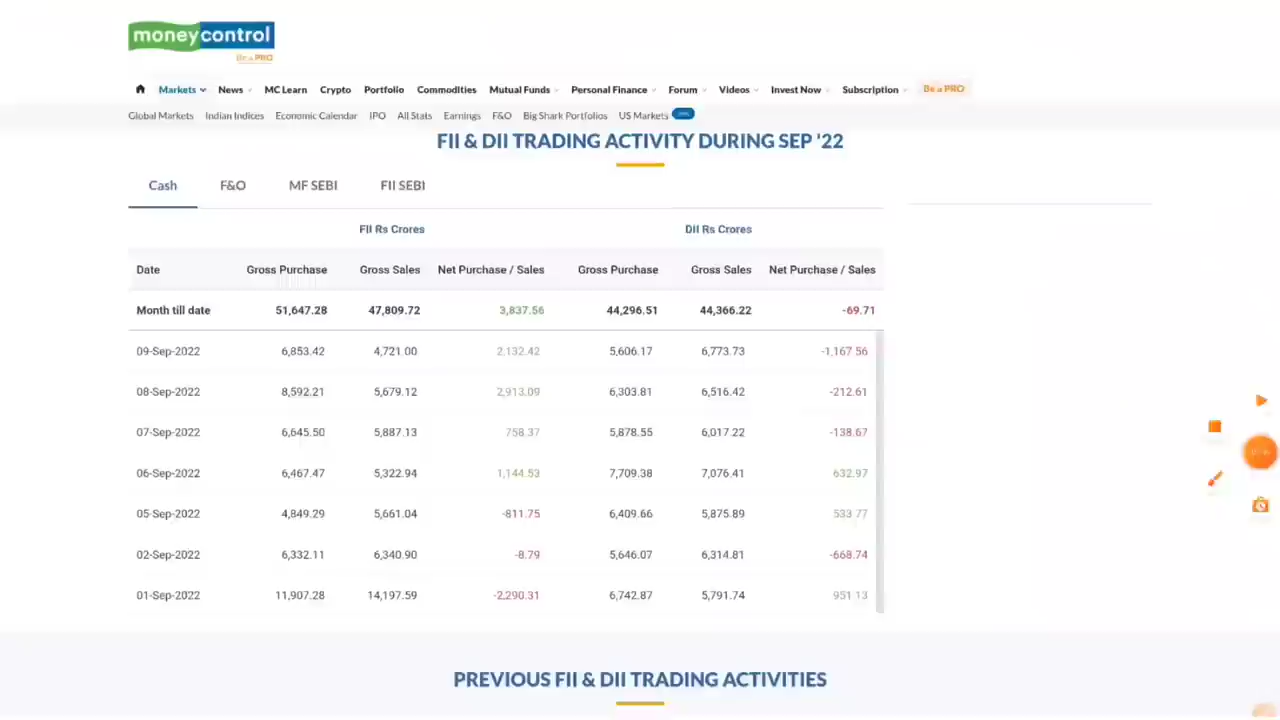 moneycontrol
Be a PRO
Markets News MC Learn Crypto Portfolio Commodities Mutual Funds Personal Finance Forum Videos Invest Now Subscription Be a PRO
Global Markets Indian Indices Economic Calendar IPO All Stats Earnings F&O Big Shark Portfolios US Markets
FII & DII TRADING ACTIVITY DURING SEP '22
Cash F&O MF SEBI FII SEBI
FII Rs Crores DII Rs Crores
Date Gross Purchase Gross Sales Net Purchase / Sales Gross Purchase Gross Sales Net Purchase / Sales
Month till date 51,647.28 47,809.72 3,837.56 44,296.51 44,366.22 -69.71
09-Sep-2022 6,853.42 4,721.00 2,132.42 5,606.17 6,773.73 -1,167.56
08-Sep-2022 8,592.21 5,679.12 2,913.09 6,303.81 6,516.42 -212.61
07-Sep-2022 6,645.50 5,887.13 758.37 5,878.55 6,017.22 -138.67
06-Sep-2022 6,467.47 5,322.94 1,144.53 7,709.38 7,076.41 632.97
05-Sep-2022 4,849.29 5,661.04 -811.75 6,409.66 5,875.89 533.77
02-Sep-2022 6,332.11 6,340.90 -8.79 5,646.07 6,314.81 -668.74
01-Sep-2022 11,907.28 14,197.59 -2,290.31 6,742.87 5,791.74 951.13
PREVIOUS FII & DII TRADING ACTIVITIES